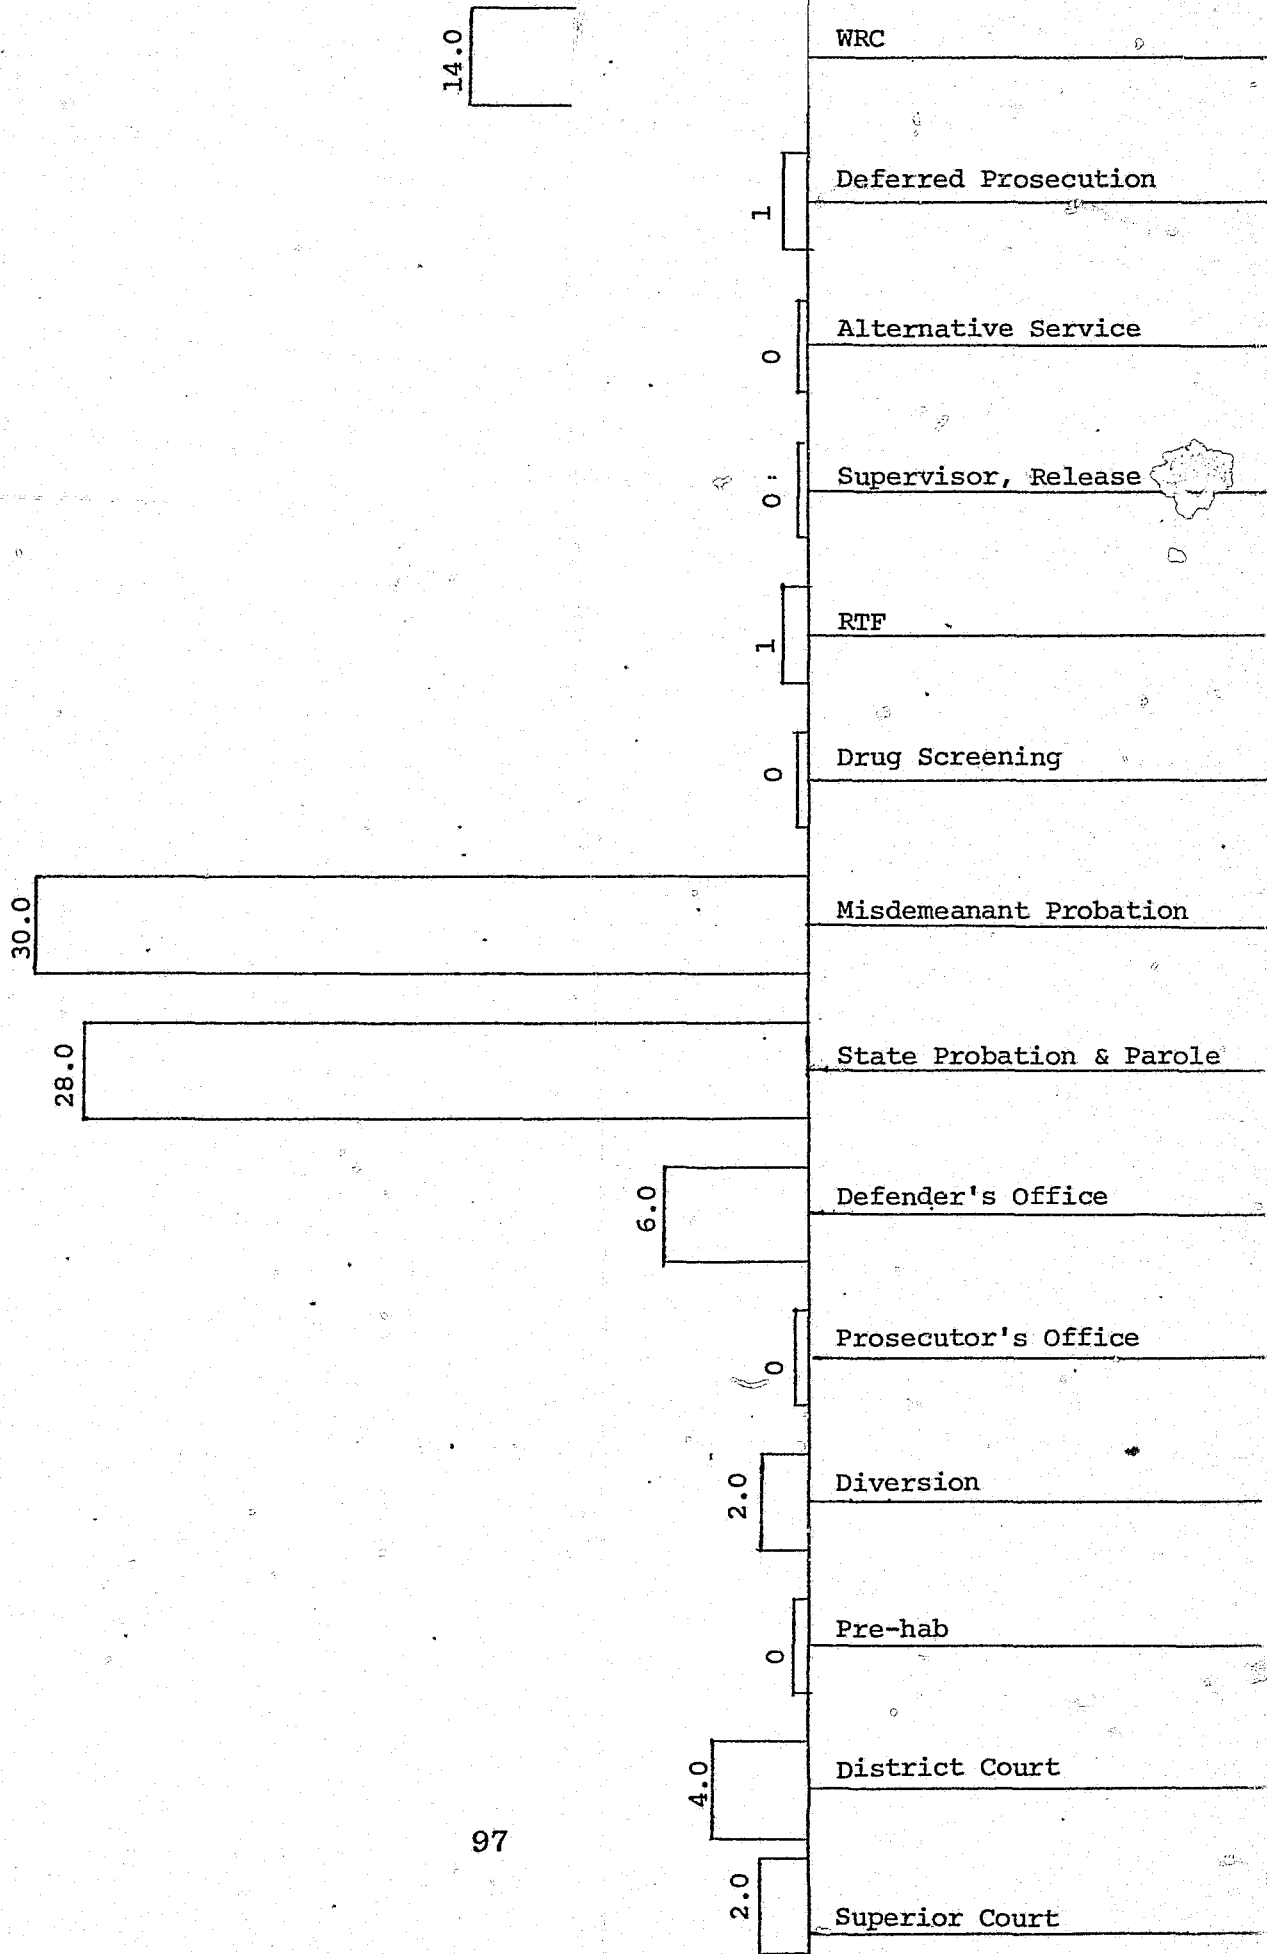 14.0
WRC
1
Deferred Prosecution
0
Alternative Service
0
Supervisor, Release
1
RTF
0
Drug Screening
30.0
Misdemeanant Probation
28.0
State Probation & Parole
6.0
Defender's Office
0
Prosecutor's Office
2.0
Diversion
0
Pre-hab
4.0
District Court
97
2.0
Superior Court